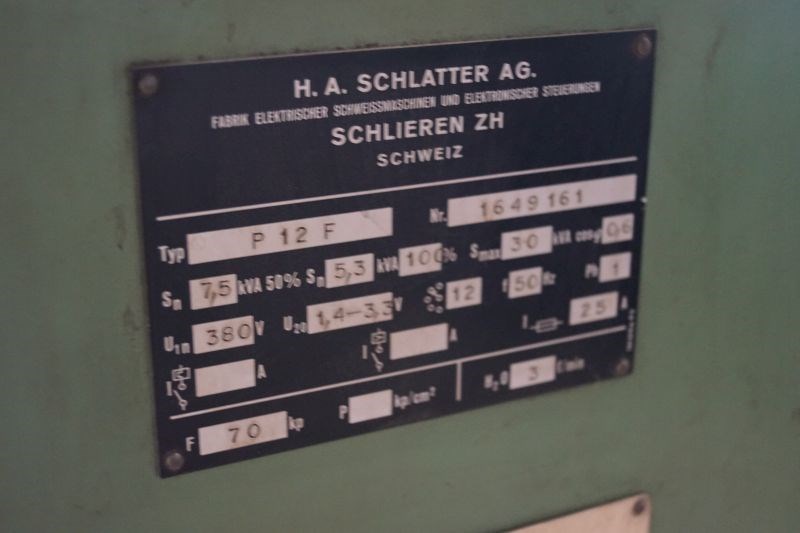 H. A. SCHLATTER AG.
FABRIK ELEKTRISCHER SCHWEISSMASCHINEN UND ELEKTRONISCHER STEUERUNGEN
SCHLIEREN ZH
SCHWEIZ
Typ P 12 F Nr. 1649161
Sn 7,5 kVA 50% Sn 5,3 kVA 100% Smax 30 kVA cosφ 0,6
U1n 380 V U20 1,4–3,3 V 12 f 50 Hz Ph 1
I A I A I 25 A
F 70 kp P kp/cm² H2O 3 ℓ/min